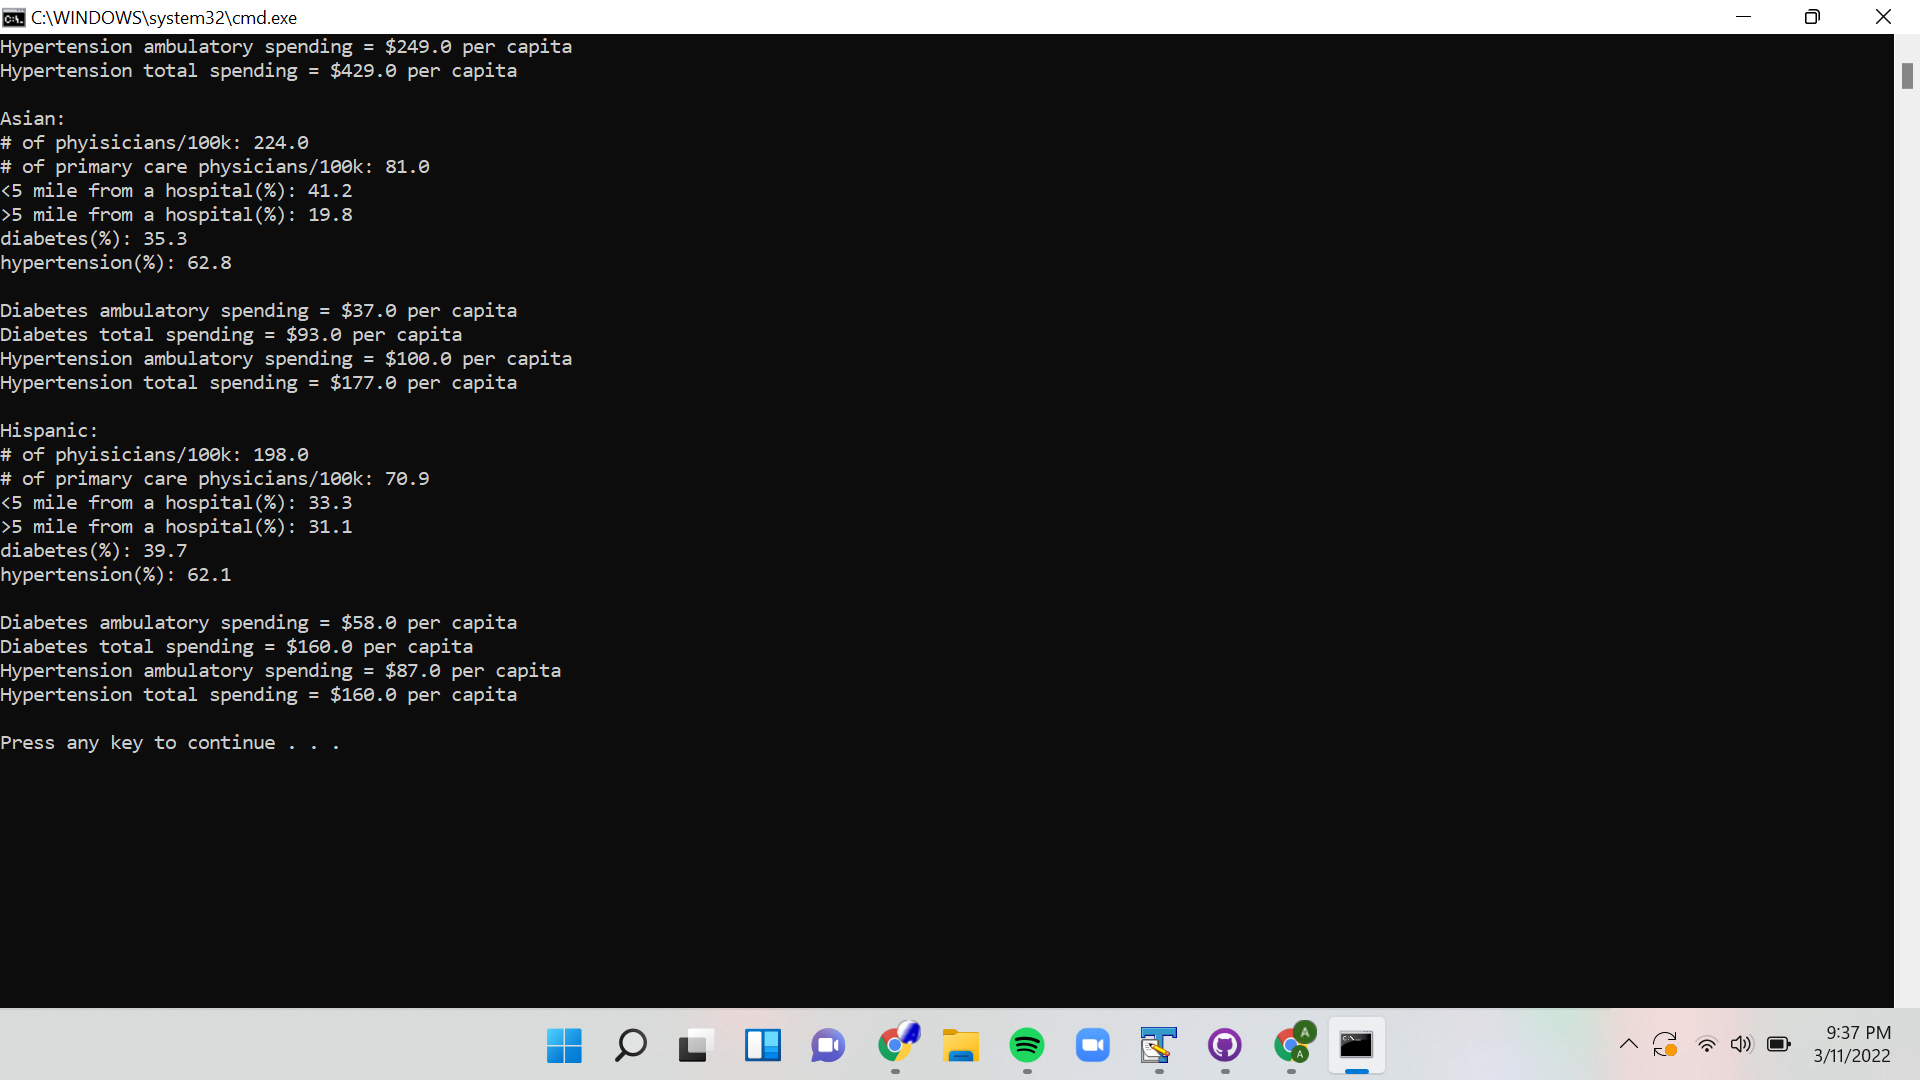 C:\WINDOWS\system32\cmd.exe
Hypertension ambulatory spending = $249.0 per capita
Hypertension total spending = $429.0 per capita
Asian:
# of phyisicians/100k: 224.0
# of primary care physicians/100k: 81.0
<5 mile from a hospital(%): 41.2
>5 mile from a hospital(%): 19.8
diabetes(%): 35.3
hypertension(%): 62.8
Diabetes ambulatory spending = $37.0 per capita
Diabetes total spending = $93.0 per capita
Hypertension ambulatory spending = $100.0 per capita
Hypertension total spending = $177.0 per capita
Hispanic:
# of phyisicians/100k: 198.0
# of primary care physicians/100k: 70.9
<5 mile from a hospital(%): 33.3
>5 mile from a hospital(%): 31.1
diabetes(%): 39.7
hypertension(%): 62.1
Diabetes ambulatory spending = $58.0 per capita
Diabetes total spending = $160.0 per capita
Hypertension ambulatory spending = $87.0 per capita
Hypertension total spending = $160.0 per capita
Press any key to continue . . .
9:37 PM
3/11/2022